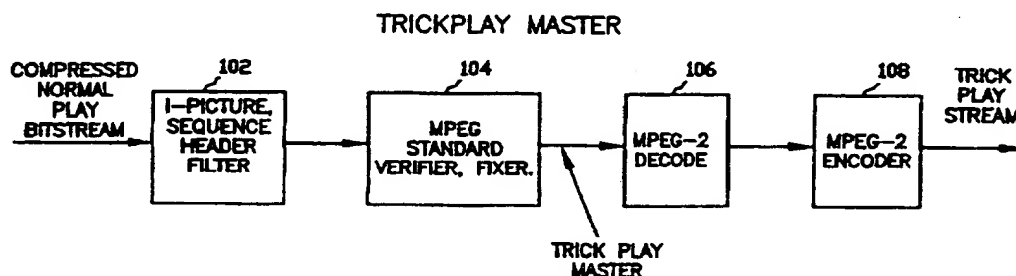 TRICKPLAY MASTER
COMPRESSED
NORMAL
PLAY
BITSTREAM
102
I-PICTURE,
SEQUENCE
HEADER
FILTER
104
MPEG
STANDARD
VERIFIER, FIXER.
TRICK PLAY
MASTER
106
MPEG-2
DECODE
108
MPEG-2
ENCODER
TRICK
PLAY
STREAM